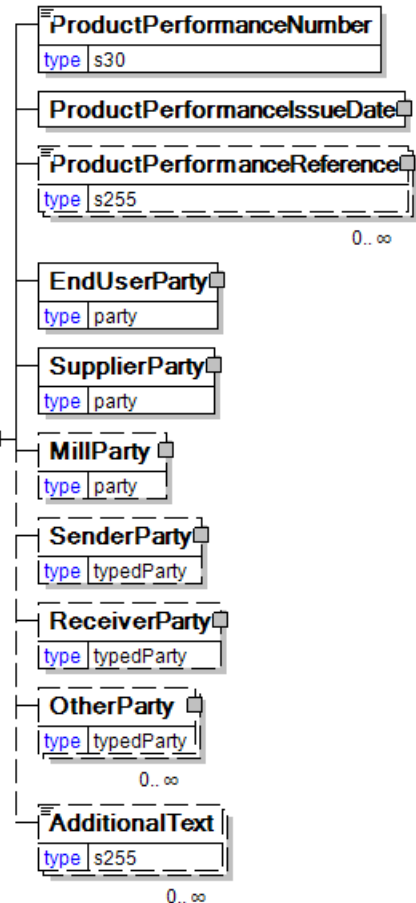 ProductPerformanceNumber
type s30
ProductPerformanceIssueDate
ProductPerformanceReference
type s255
0.. ∞
EndUserParty
type party
SupplierParty
type party
MillParty
type party
SenderParty
type typedParty
ReceiverParty
type typedParty
OtherParty
type typedParty
0.. ∞
AdditionalText
type s255
0.. ∞